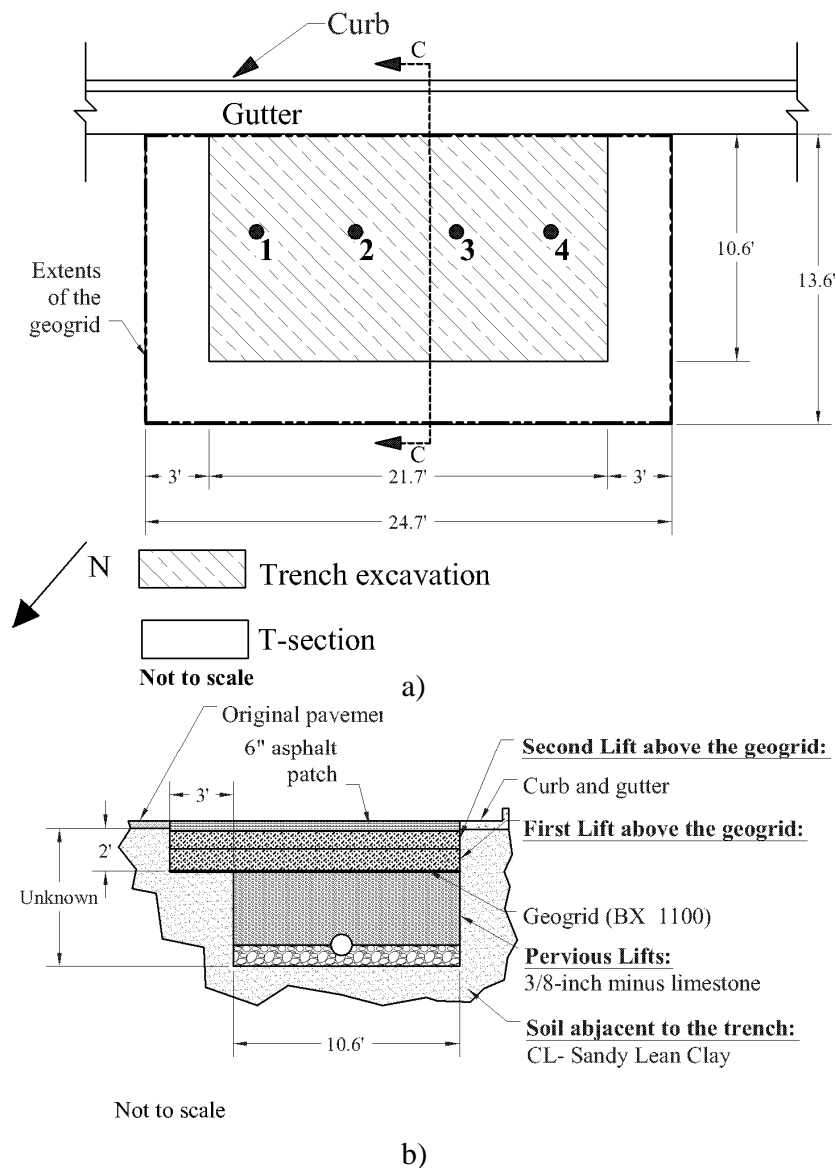 Curb
C
Gutter
1
2
3
4
Extents
of the
geogrid
10.6'
13.6'
C
3'
21.7'
3'
24.7'
N
Trench excavation
T-section
Not to scale
a)
Original pavemer
6" asphalt
patch
3'
2'
Unknown
10.6'
Second Lift above the geogrid:
Curb and gutter
First Lift above the geogrid:
Geogrid (BX 1100)
Pervious Lifts:
3/8-inch minus limestone
Soil abjacent to the trench:
CL- Sandy Lean Clay
Not to scale
b)